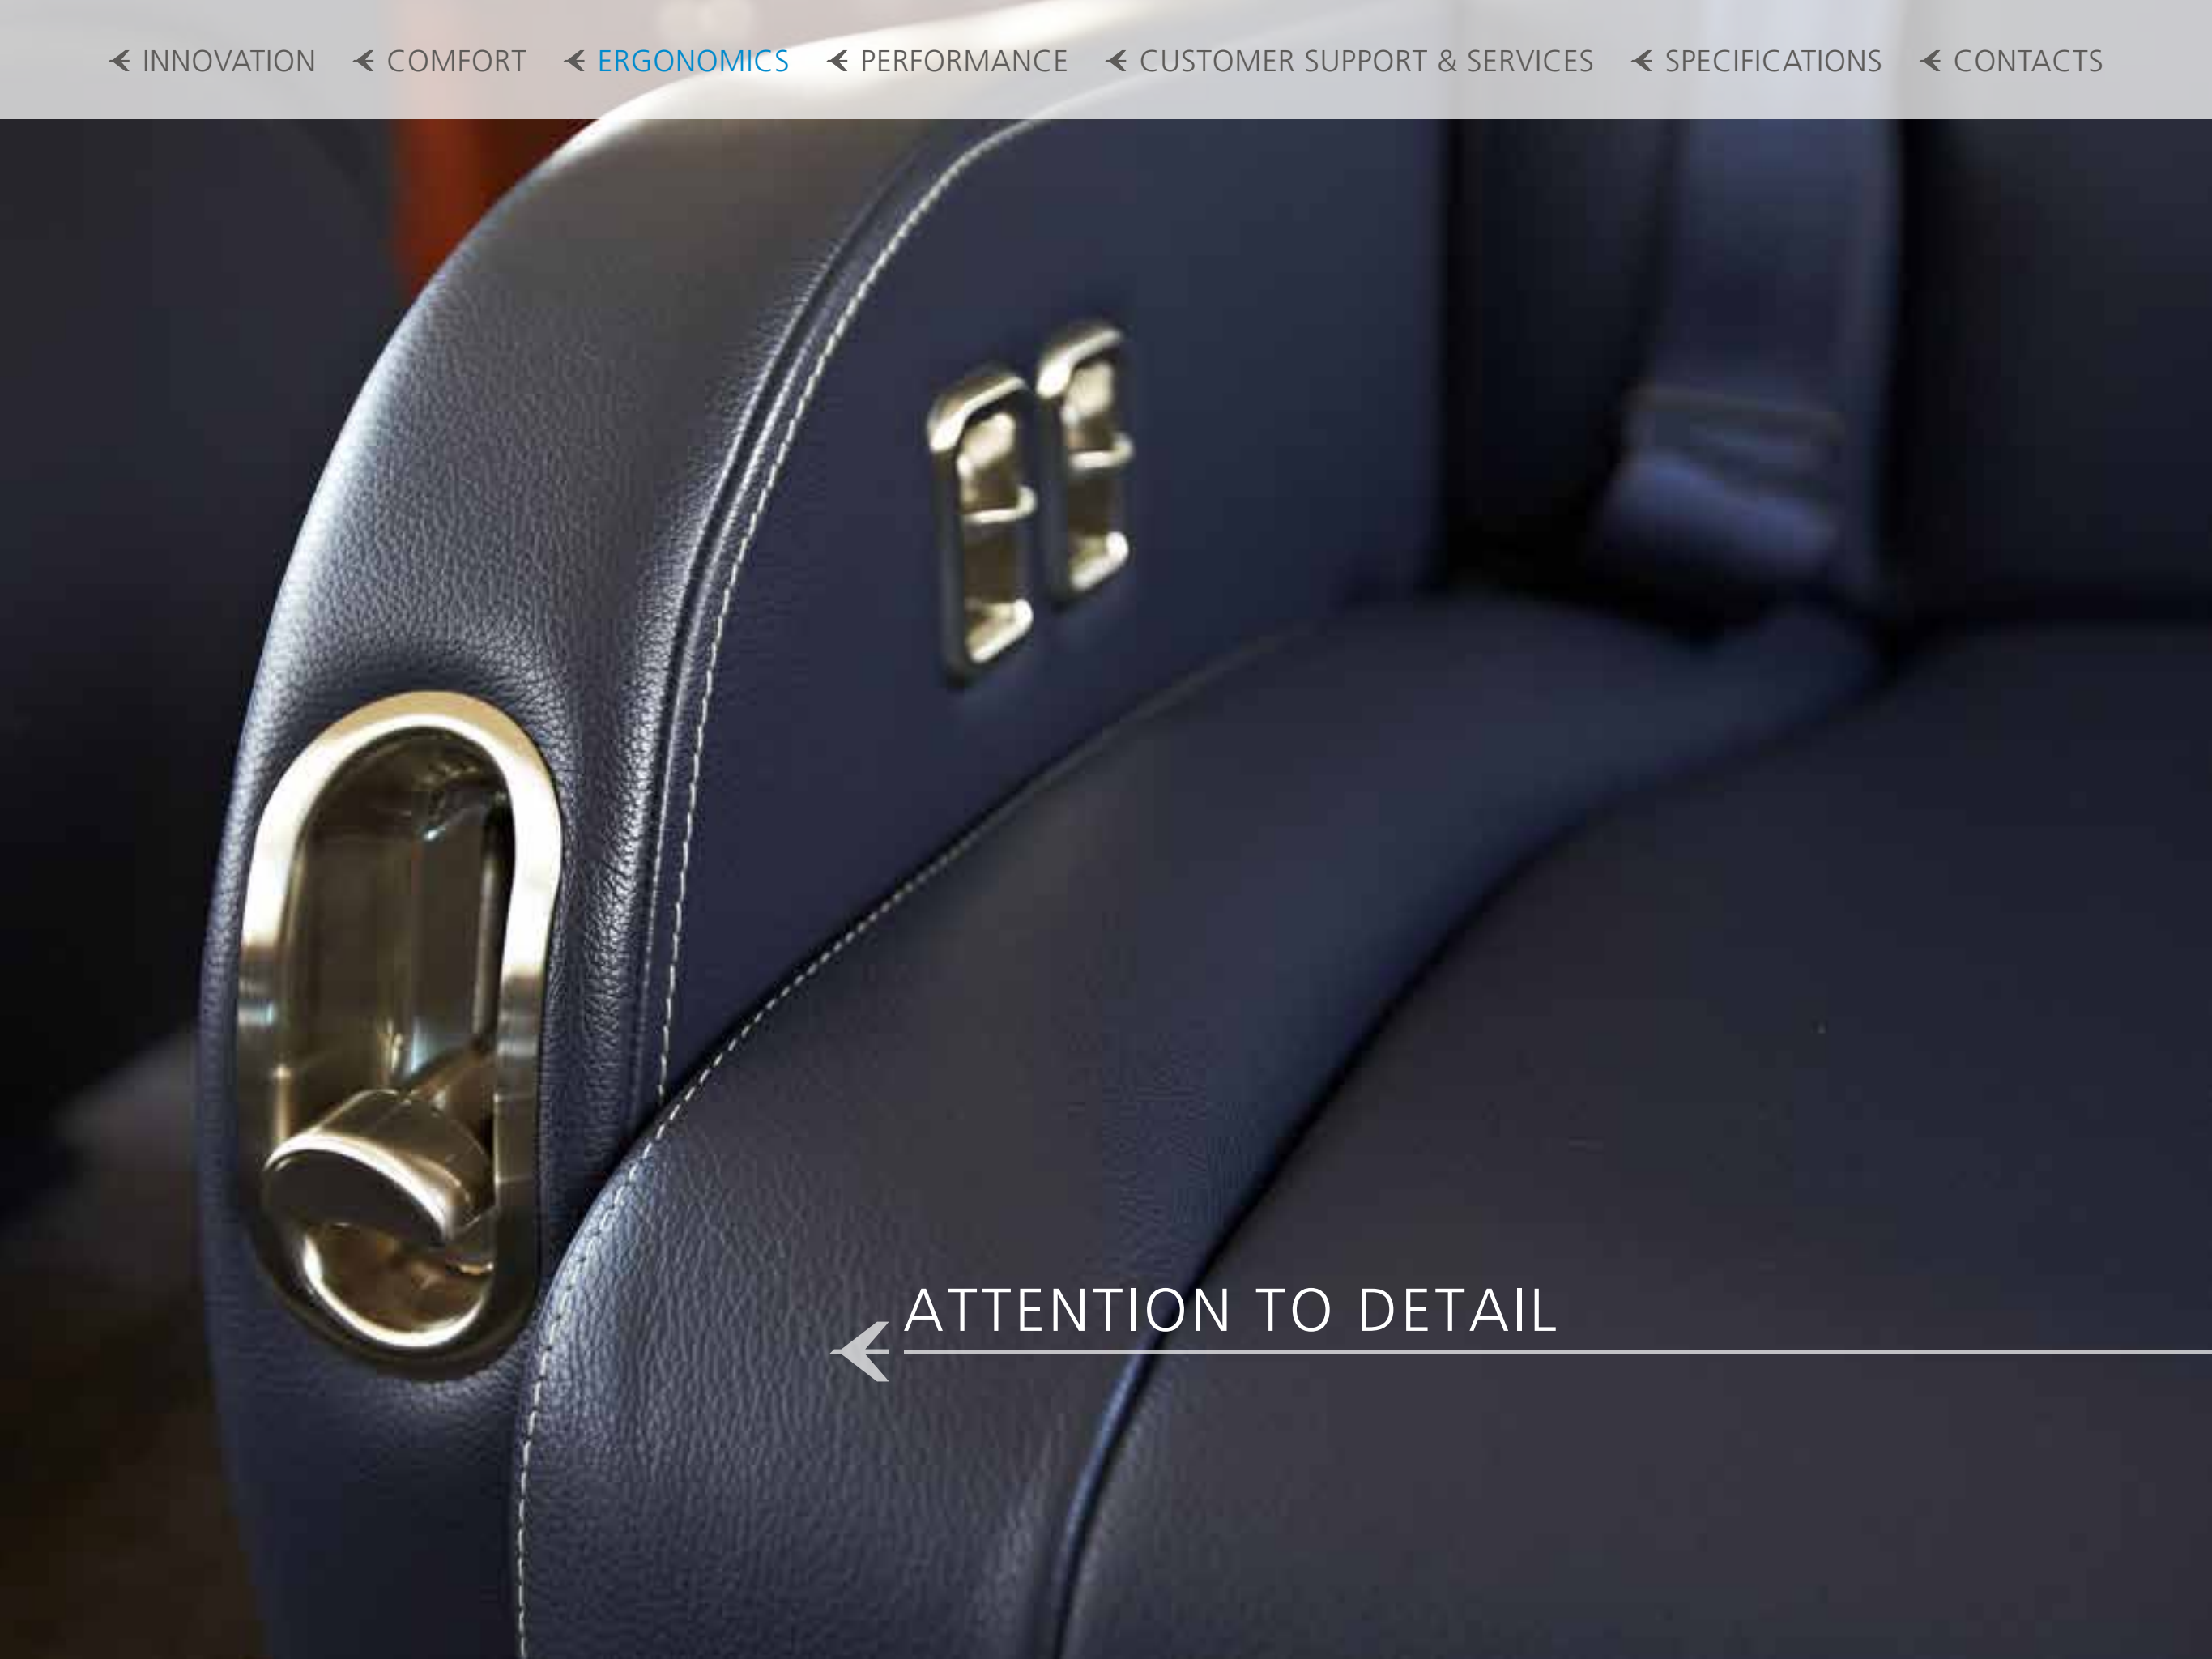 INNOVATION COMFORT ERGONOMICS PERFORMANCE CUSTOMER SUPPORT & SERVICES SPECIFICATIONS CONTACTS
ATTENTION TO DETAIL